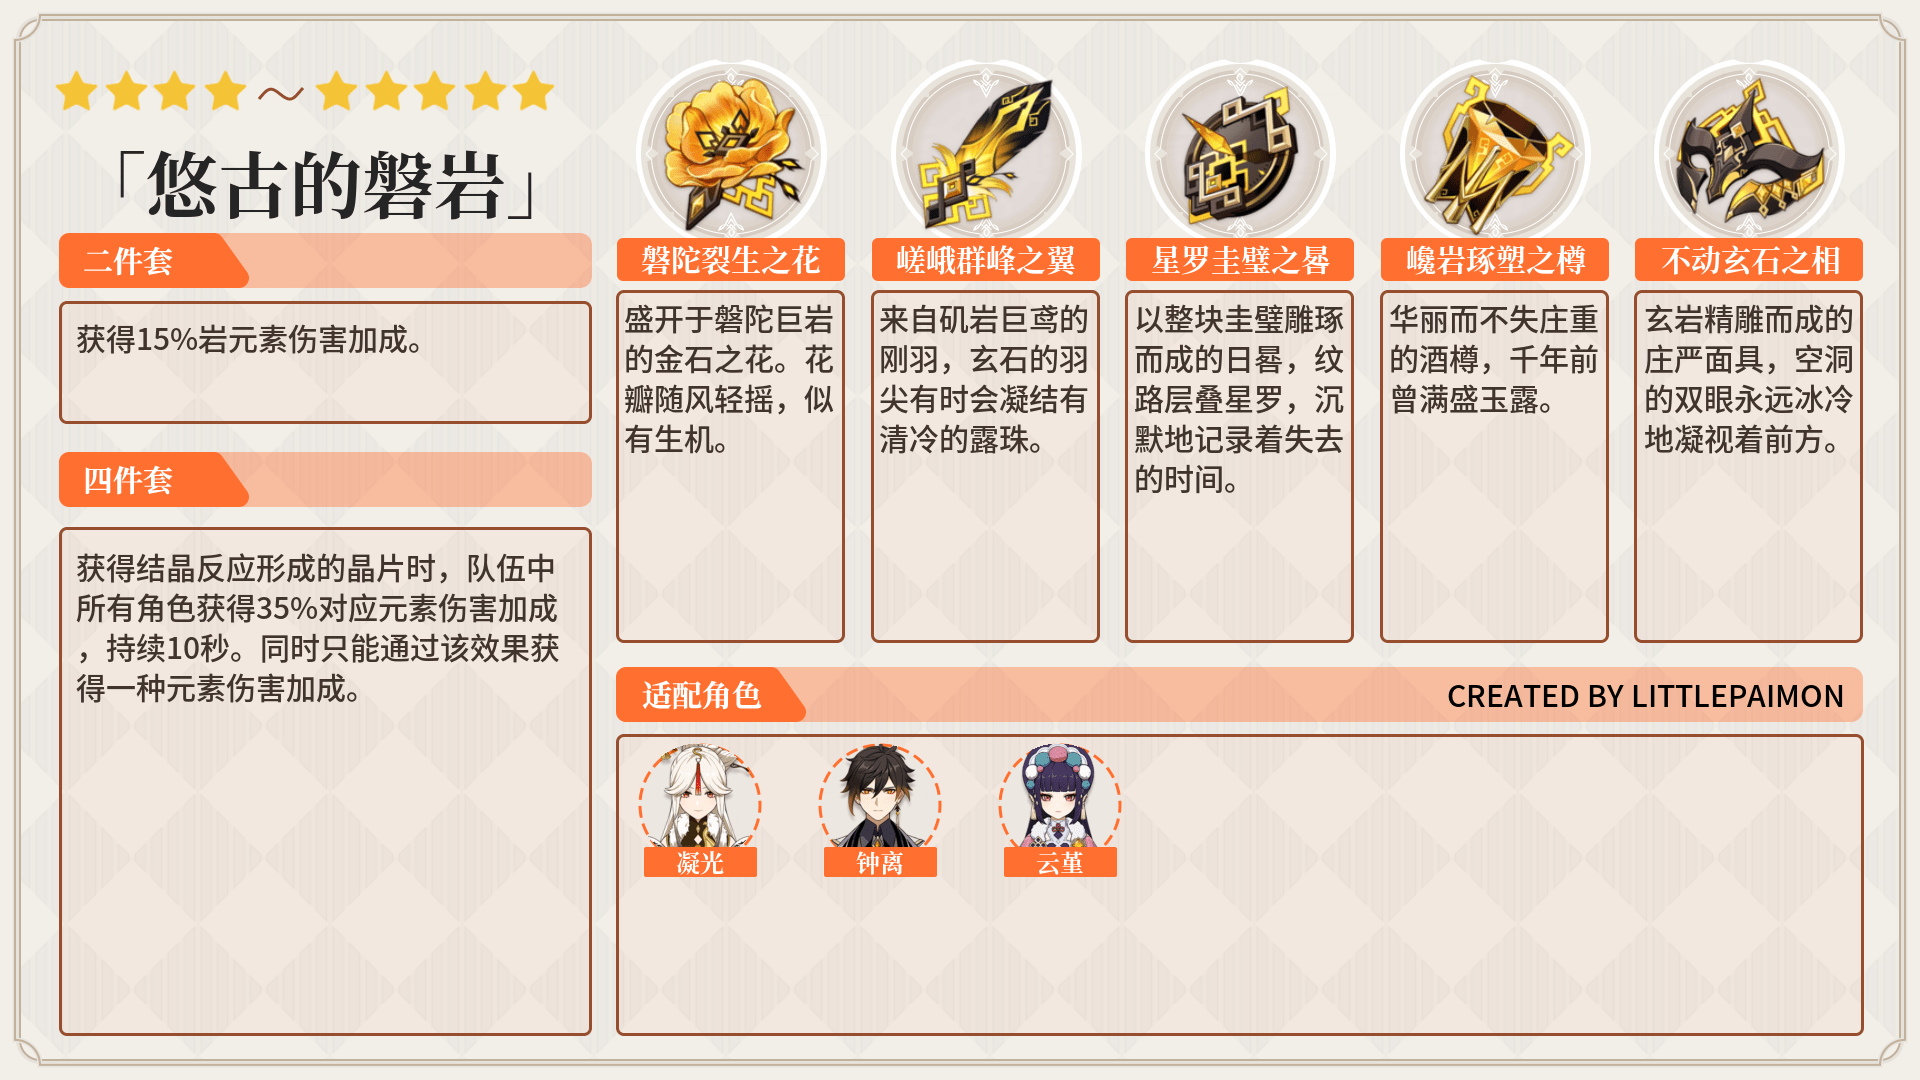 「悠古的磐岩」
二件套
获得15%岩元素伤害加成。
四件套
获得结晶反应形成的晶片时，队伍中
所有角色获得35%对应元素伤害加成
，持续10秒。同时只能通过该效果获
得一种元素伤害加成。
磐陀裂生之花
盛开于磐陀巨岩
的金石之花。花
瓣随风轻摇，似
有生机。
嵯峨群峰之翼
来自矶岩巨鸢的
刚羽，玄石的羽
尖有时会凝结有
清冷的露珠。
星罗圭璧之晷
以整块圭璧雕琢
而成的日晷，纹
路层叠星罗，沉
默地记录着失去
的时间。
巉岩琢塑之樽
华丽而不失庄重
的酒樽，千年前
曾满盛玉露。
不动玄石之相
玄岩精雕而成的
庄严面具，空洞
的双眼永远冰冷
地凝视着前方。
适配角色
CREATED BY LITTLEPAIMON
凝光
钟离
云堇